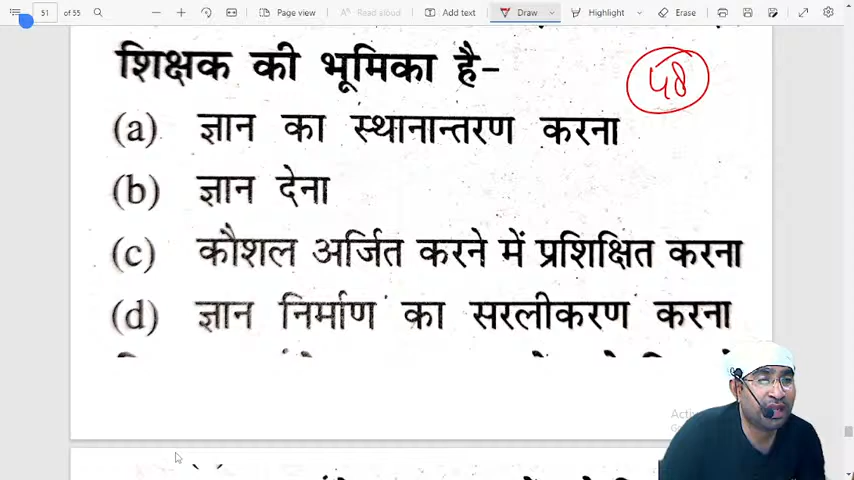 51 of 55 Page view Read aloud Add text Draw Highlight Erase
शिक्षक की भूमिका है-
48
(a) ज्ञान का स्थानान्तरण करना
(b) ज्ञान देना
(c) कौशल अर्जित करने में प्रशिक्षित करना
(d) ज्ञान निर्माण का सरलीकरण करना